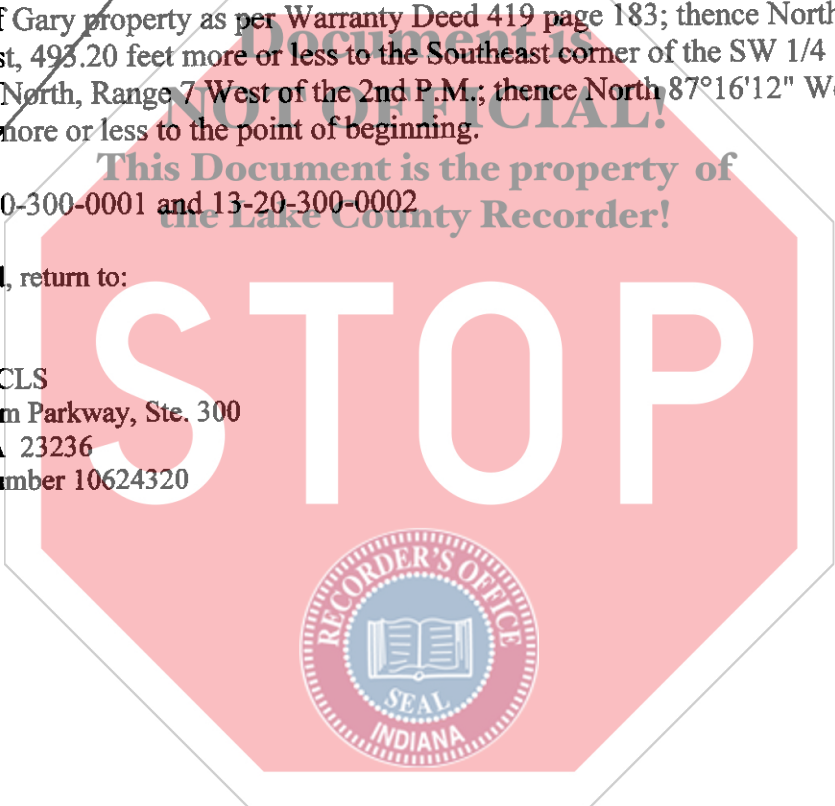 f Gary property as per Warranty Deed 419 page 183; thence North
st, 493.20 feet more or less to the Southeast corner of the SW 1/4
North, Range 7 West of the 2nd P.M.; thence North 87°16'12" W
more or less to the point of beginning.
0-300-0001 and 13-20-300-0002
Document is
NOT OFFICIAL!
This Document is the property of
the Lake County Recorder!
, return to:
STOP
CLS
m Parkway, Ste. 300
23236
mber 10624320
RECORDER'S OFFICE
SEAL
INDIANA